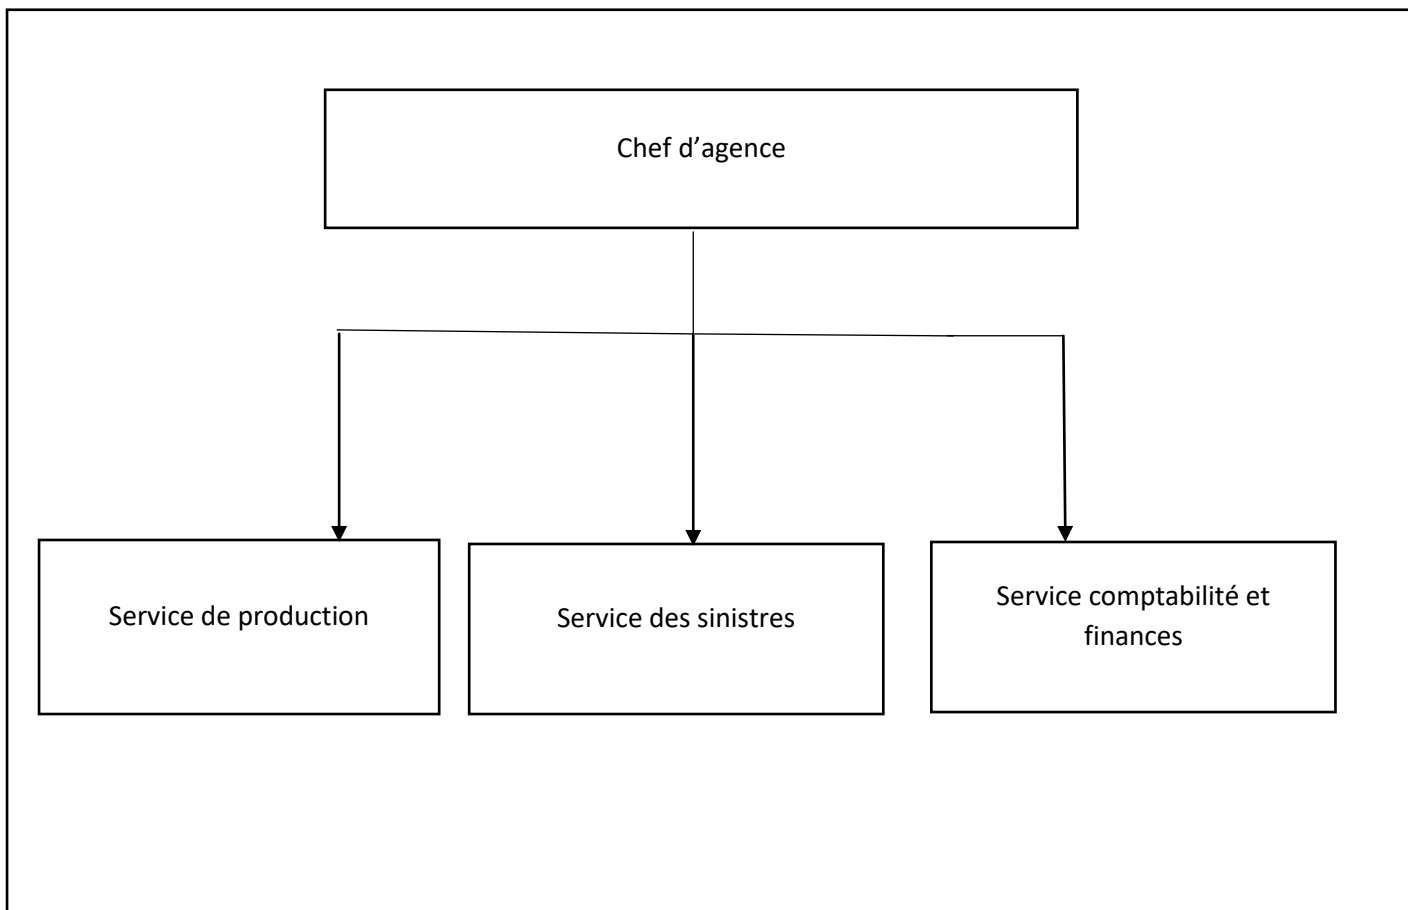 Chef d’agence
Service de production
Service des sinistres
Service comptabilité et
finances